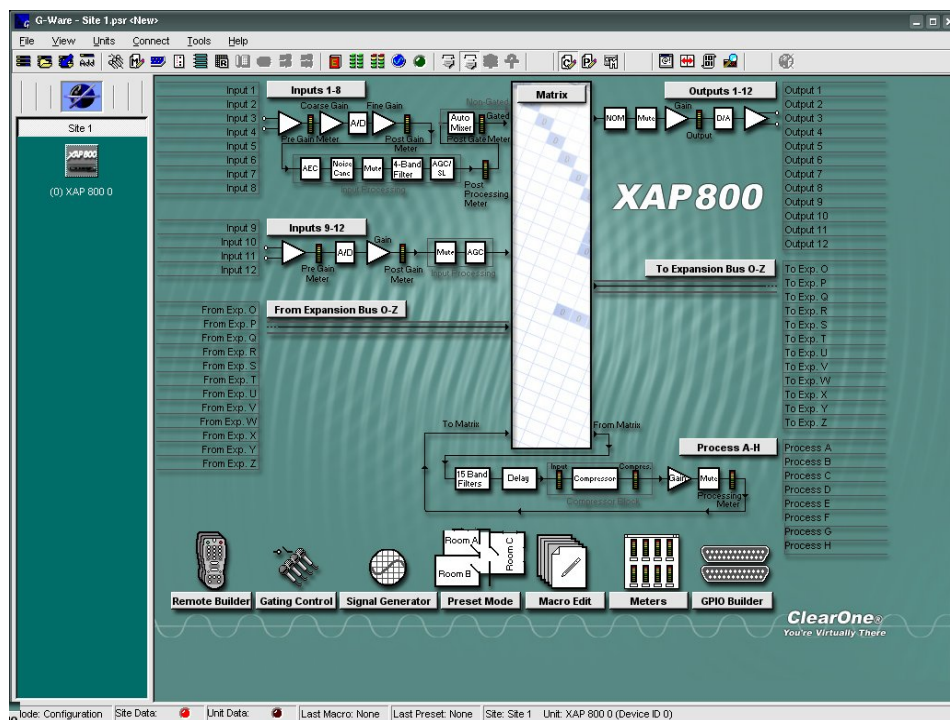 G-Ware - Site 1.psr <New>
File View Units Connect Tools Help
Site 1
XAP800
(0) XAP 800 0
Input 1
Input 2
Input 3
Input 4
Input 5
Input 6
Input 7
Input 8
Inputs 1-8
Coarse Gain
Fine Gain
A/D
Pre Gain Meter
Post Gain Meter
Non-Gated
Auto Mixer
Gated
Post Gate Meter
AEC
Noise Canc
Mute
4-Band Filter
AGC/SL
Input Processing
Post Processing Meter
Input 9
Input 10
Input 11
Input 12
Inputs 9-12
Gain
A/D
Pre Gain Meter
Post Gain Meter
Mute
AGC
Input Processing
From Exp. O
From Exp. P
From Exp. Q
From Exp. R
From Exp. S
From Exp. T
From Exp. U
From Exp. V
From Exp. W
From Exp. X
From Exp. Y
From Exp. Z
From Expansion Bus O-Z
Matrix
To Matrix
From Matrix
Outputs 1-12
NOM
Mute
Gain
Output
D/A
XAP800
Output 1
Output 2
Output 3
Output 4
Output 5
Output 6
Output 7
Output 8
Output 9
Output 10
Output 11
Output 12
To Expansion Bus O-Z
To Exp. O
To Exp. P
To Exp. Q
To Exp. R
To Exp. S
To Exp. T
To Exp. U
To Exp. V
To Exp. W
To Exp. X
To Exp. Y
To Exp. Z
Process A-H
15 Band Filters
Delay
Input
Compressor
Compres.
Compressor Block
Gain
Mute
Processing Meter
Process A
Process B
Process C
Process D
Process E
Process F
Process G
Process H
Room A
Room B
Room C
Remote Builder
Gating Control
Signal Generator
Preset Mode
Macro Edit
Meters
GPIO Builder
ClearOne®
You're Virtually There
Mode: Configuration Site Data: Unit Data: Last Macro: None Last Preset: None Site: Site 1 Unit: XAP 800 0 (Device ID 0)